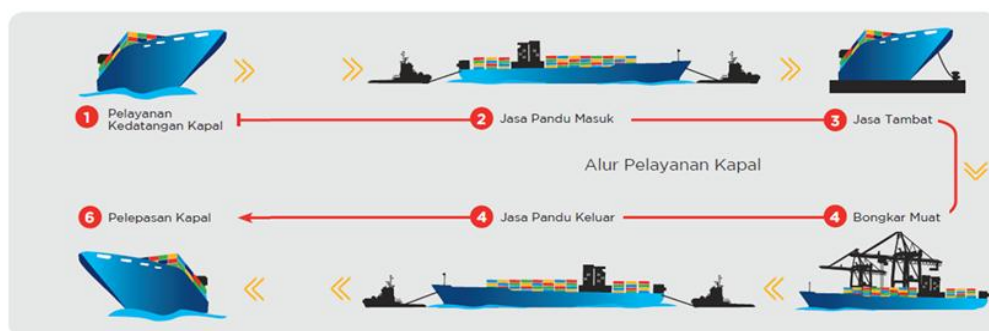 1 Pelayanan
Kedatangan Kapal
2 Jasa Pandu Masuk
3 Jasa Tambat
Alur Pelayanan Kapal
4 Bongkar Muat
4 Jasa Pandu Keluar
6 Pelepasan Kapal